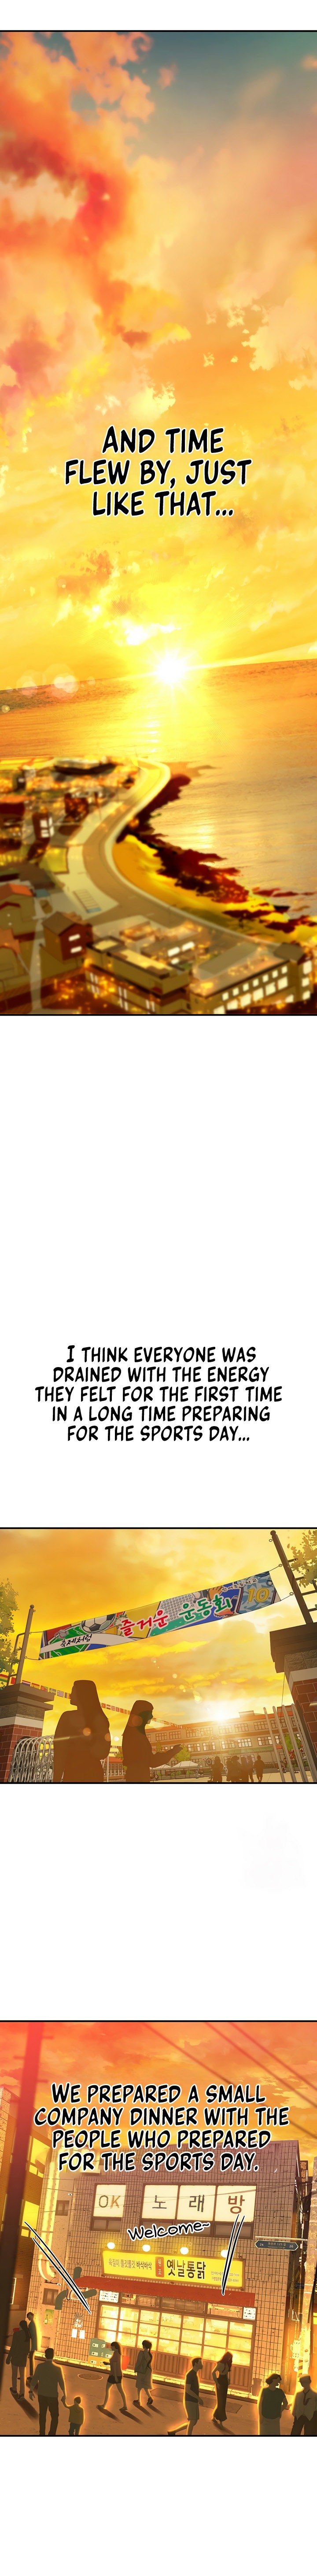 AND TIME
FLEW BY, JUST
LIKE THAT...
I THINK EVERYONE WAS
DRAINED WITH THE ENERGY
THEY FELT FOR THE FIRST TIME
IN A LONG TIME PREPARING
FOR THE SPORTS DAY...
즐거운 운동회
10
WE PREPARED A SMALL
COMPANY DINNER WITH THE
PEOPLE WHO PREPARED
FOR THE SPORTS DAY.
OK 노래방
Welcome~
옛날통닭